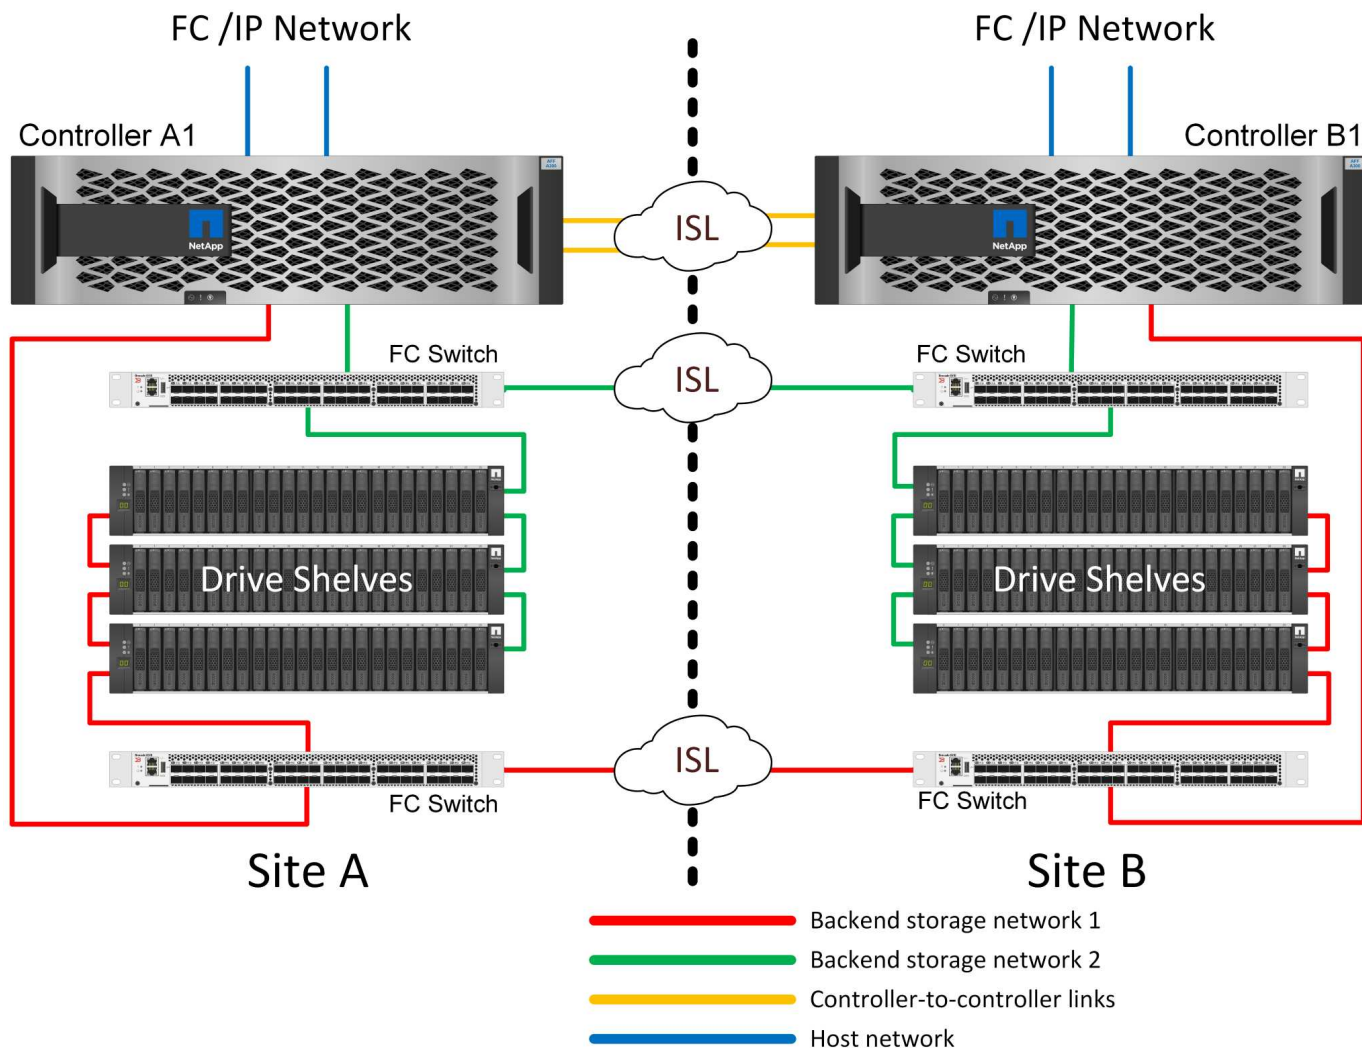 FC /IP Network
FC /IP Network
Controller A1
Controller B1
NetApp
ISL
NetApp
FC Switch
ISL
FC Switch
Drive Shelves
Drive Shelves
ISL
FC Switch
FC Switch
Site A
Site B
Backend storage network 1
Backend storage network 2
Controller-to-controller links
Host network